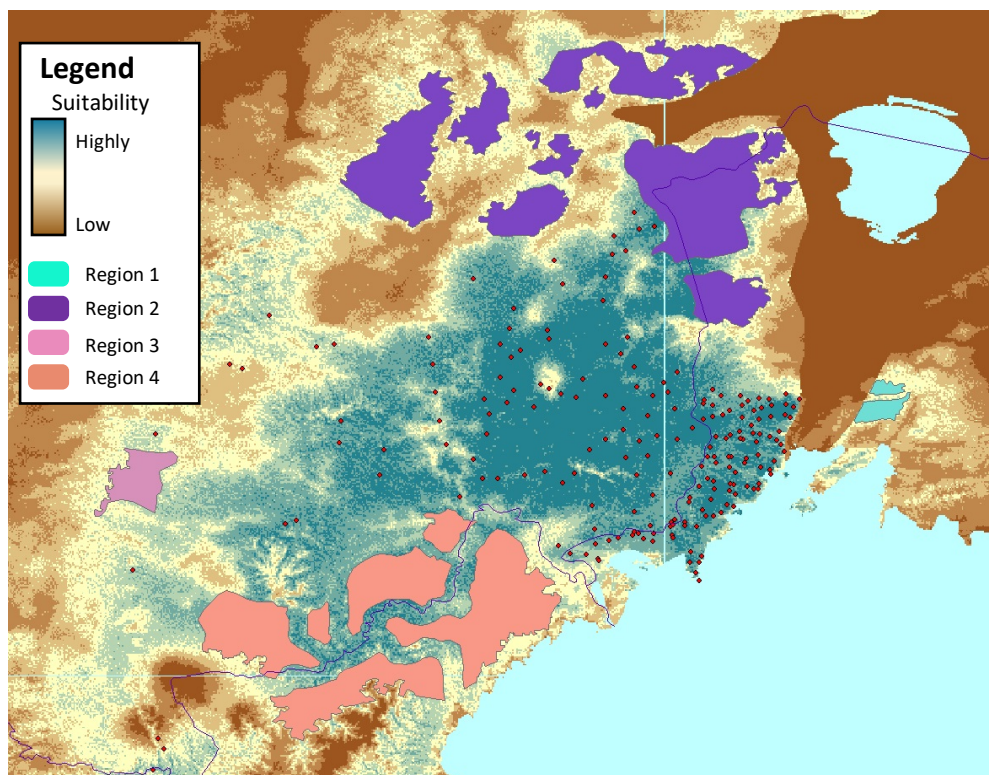 Legend
Suitability
Highly
Low
Region 1
Region 2
Region 3
Region 4